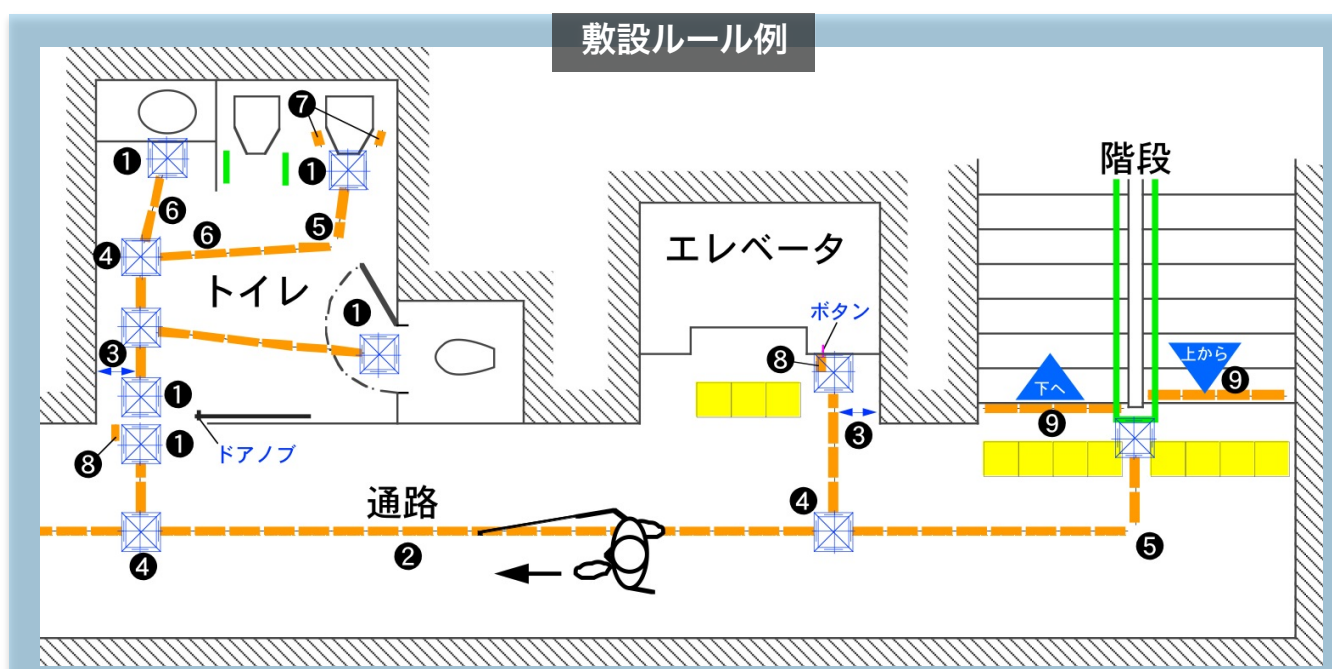 敷設ルール例
❼
階段
❶
❶
❻
❺
❹
❻
エレベータ
トイレ
❶
ボタン
上から
❽
❸
下へ
❾
❾
❶
❸
❶
❽
ドアノブ
通路
❹
❷
❺
❹